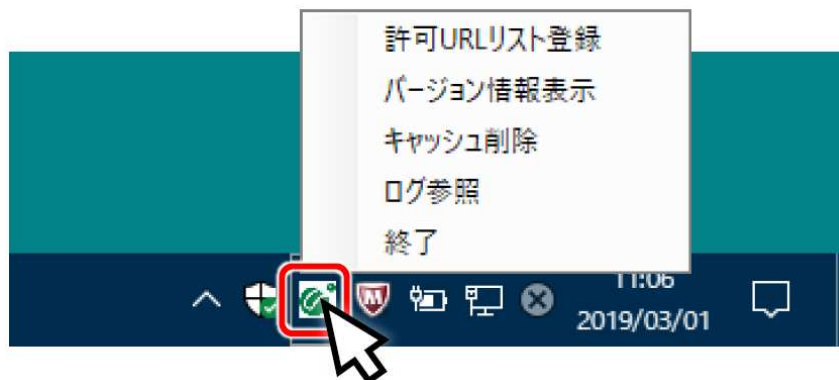 許可URLリスト登録
バージョン情報表示
キャッシュ削除
ログ参照
終了
11:06
2019/03/01